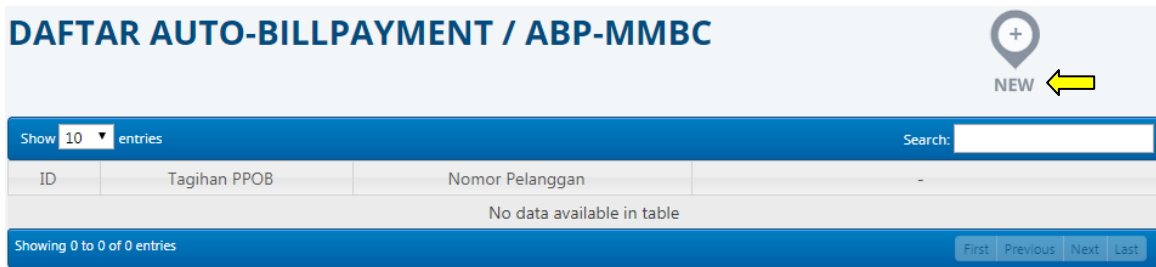 DAFTAR AUTO-BILLPAYMENT / ABP-MMBC
+
NEW
Show 10 entries Search:
ID Tagihan PPOB Nomor Pelanggan -
No data available in table
Showing 0 to 0 of 0 entries First Previous Next Last